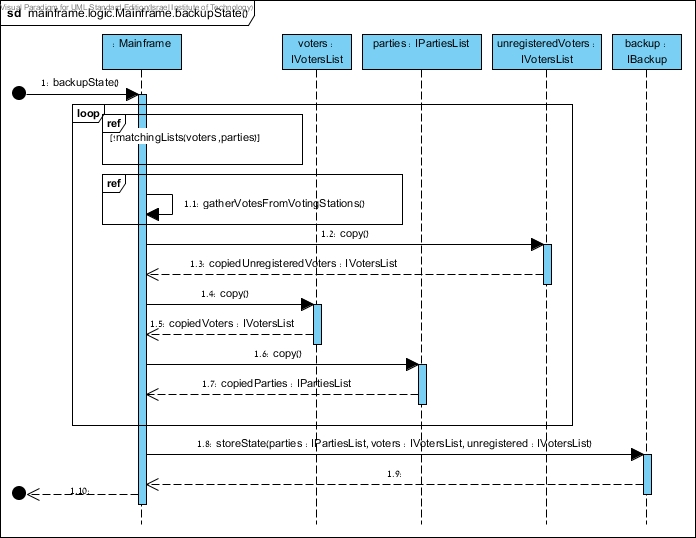 Visual Paradigm for UML Standard Edition(Israel Institute of Technology)
sd mainframe.logic.Mainframe.backupState()
: Mainframe
voters :
IVotersList
parties : IPartiesList
unregisteredVoters :
IVotersList
backup :
IBackup
1: backupState()
loop
ref
[!matchingLists(voters,parties)]
ref
1.1: gatherVotesFromVotingStations()
1.2: copy()
1.3: copiedUnregisteredVoters : IVotersList
1.4: copy()
1.5: copiedVoters : IVotersList
1.6: copy()
1.7: copiedParties : IPartiesList
1.8: storeState(parties : IPartiesList, voters : IVotersList, unregistered : IVotersList)
1.9:
1.10: